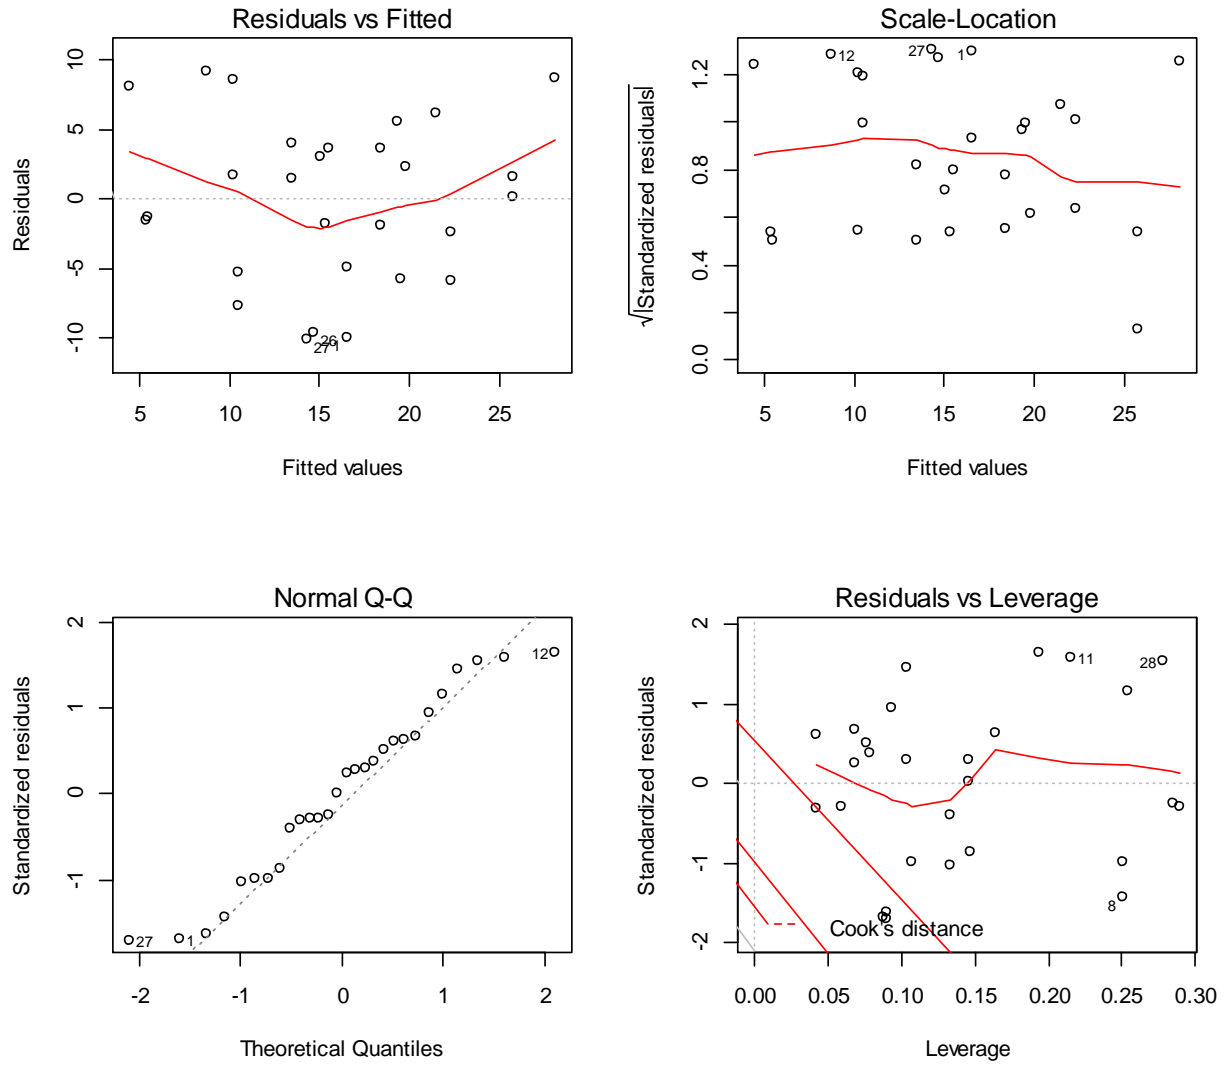 Residuals vs Fitted
Residuals
10
5
0
-5
-10
26
27
1
5 10 15 20 25
Fitted values
Scale-Location
√|Standardized residuals|
1.2
0.8
0.4
0.0
12
27
1
5 10 15 20 25
Fitted values
Normal Q-Q
Standardized residuals
2
1
0
-1
12
27
1
-2 -1 0 1 2
Theoretical Quantiles
Residuals vs Leverage
Standardized residuals
2
1
0
-1
-2
11
28
8
Cook's distance
0.00 0.05 0.10 0.15 0.20 0.25 0.30
Leverage